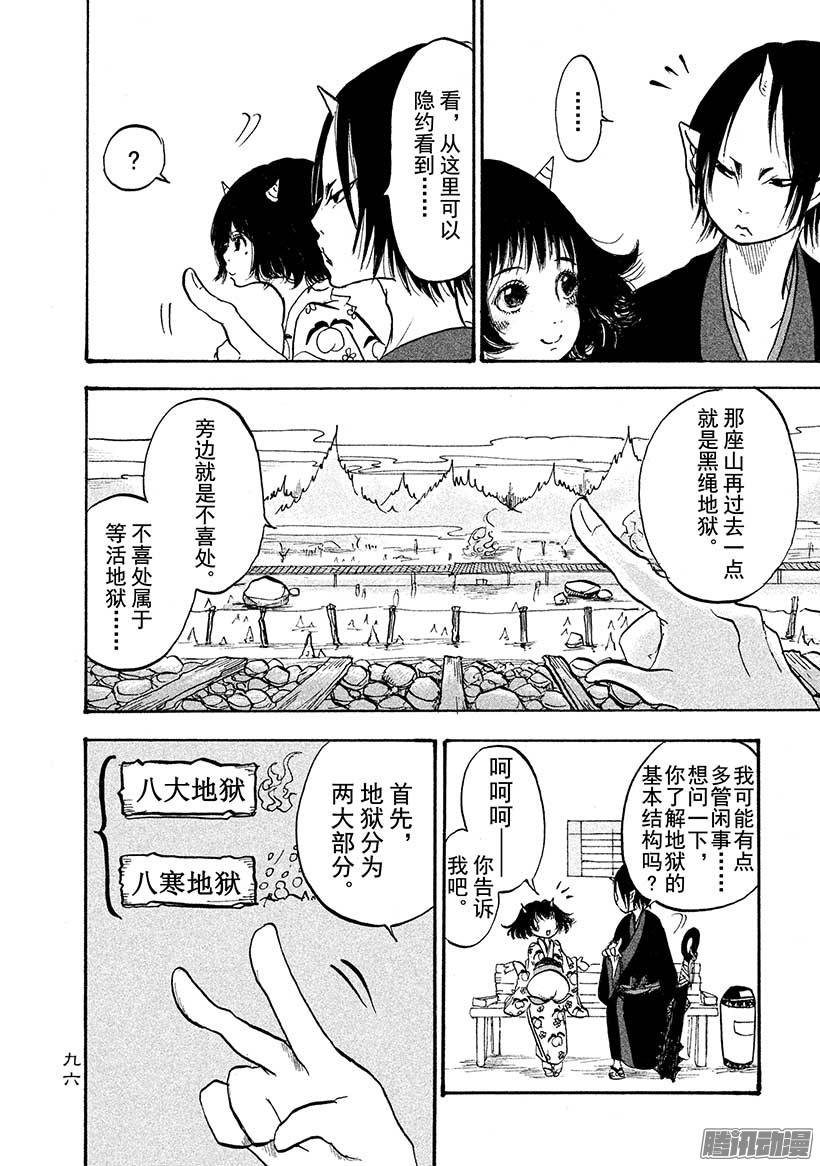 ……
看，从这里可以
隐约看到……
？
那座山再过去一点
就是黑绳地狱。
旁边就是不喜处。
不喜处属于
等活地狱……
我可能有点
多管闲事……
想问一下，
你了解地狱的
基本结构吗？
呵呵呵——
你告诉
我吧。
首先，
地狱分为
两大部分。
八大地狱
八寒地狱
九六
腾讯动漫